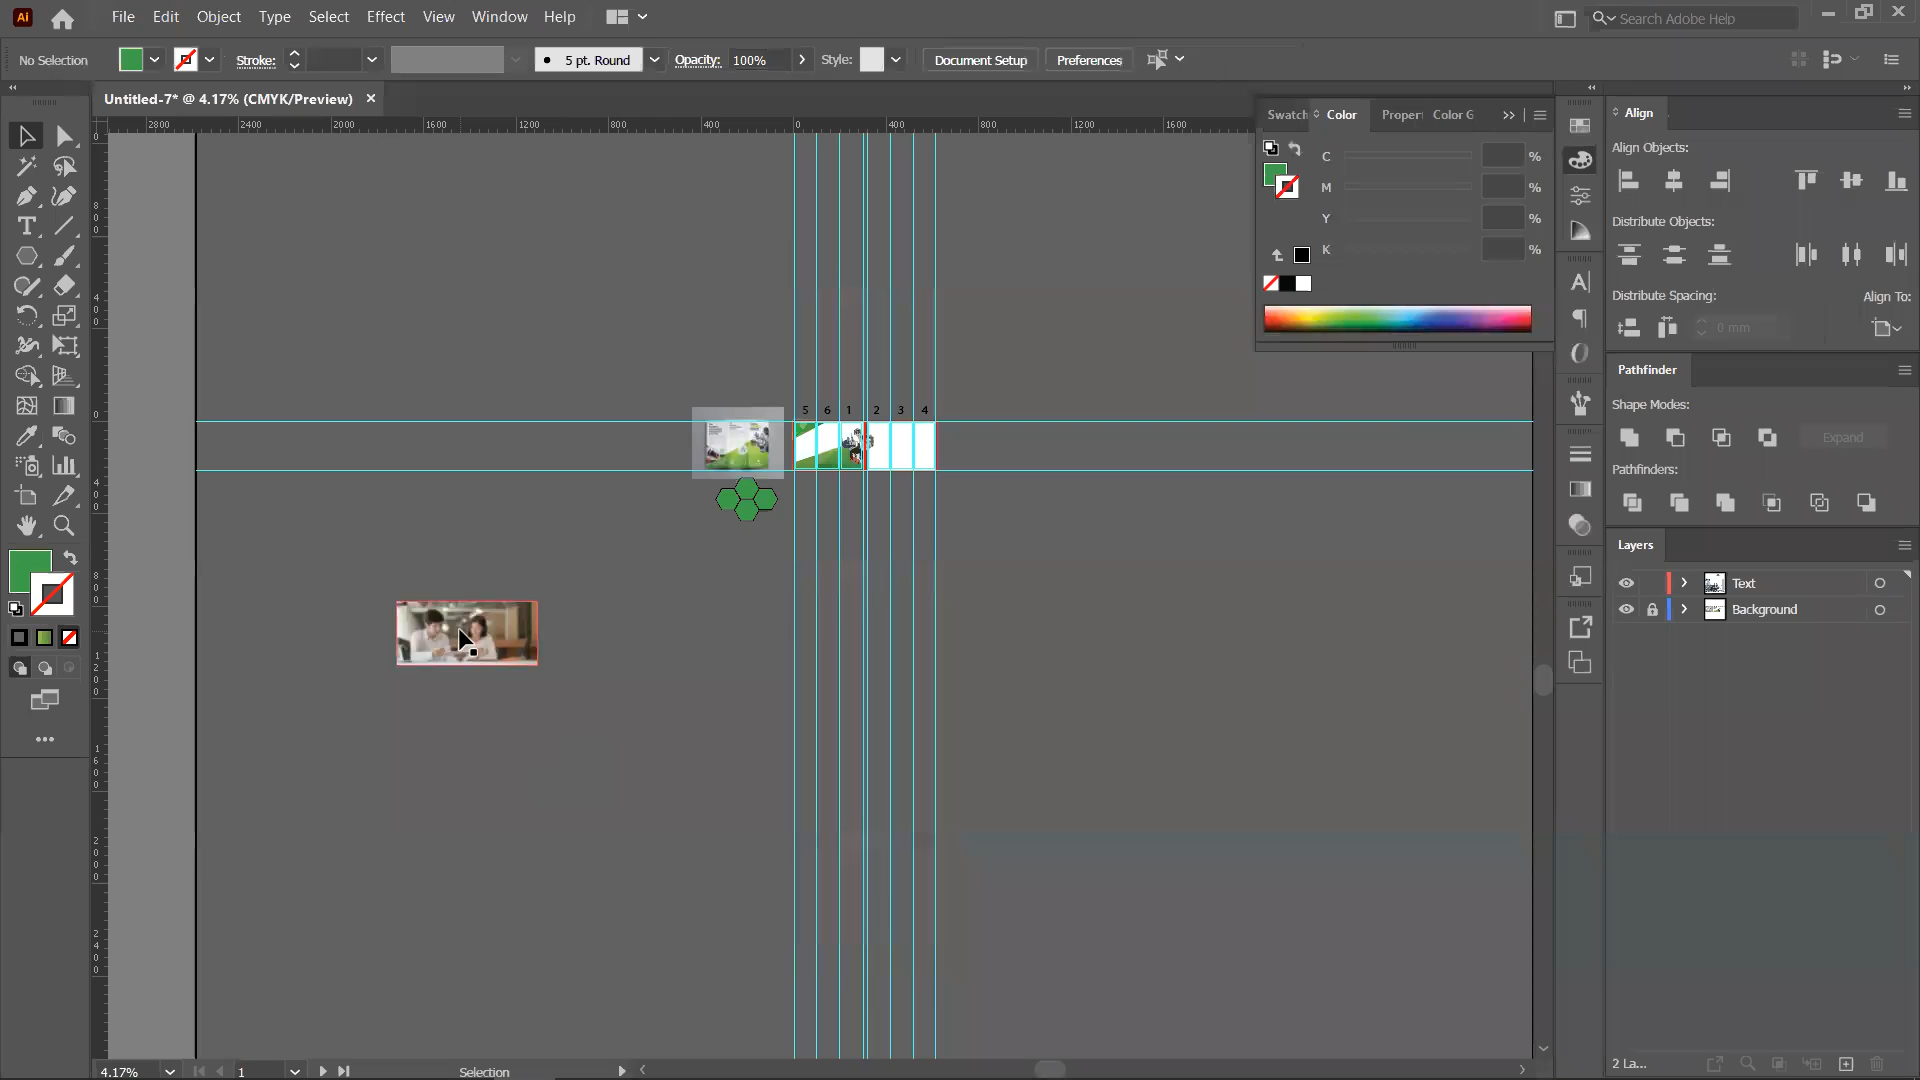 Ai File Edit Object Type Select Effect View Window Help Search Adobe Help
No Selection Stroke: 5 pt. Round Opacity: 100% Style: Document Setup Preferences
Untitled-7* @ 4.17% (CMYK/Preview)
2800 2400 2000 1600 1200 800 400 0 400 800 1200 1600
Swatch Color Proper Color G
C %
M %
Y %
K %
Align
Align Objects:
Distribute Objects:
Distribute Spacing: Align To:
0 mm
Pathfinder
Shape Modes:
Expand
Pathfinders:
5 6 1 2 3 4
Layers
Text
Background
2 La...
4.17% 1 Selection